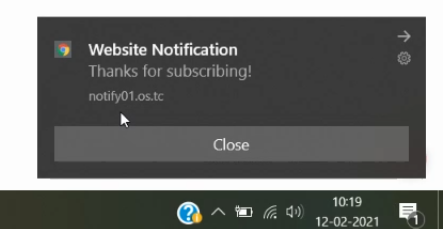 Website Notification
Thanks for subscribing!
notify01.os.tc
Close
10:19
12-02-2021
1